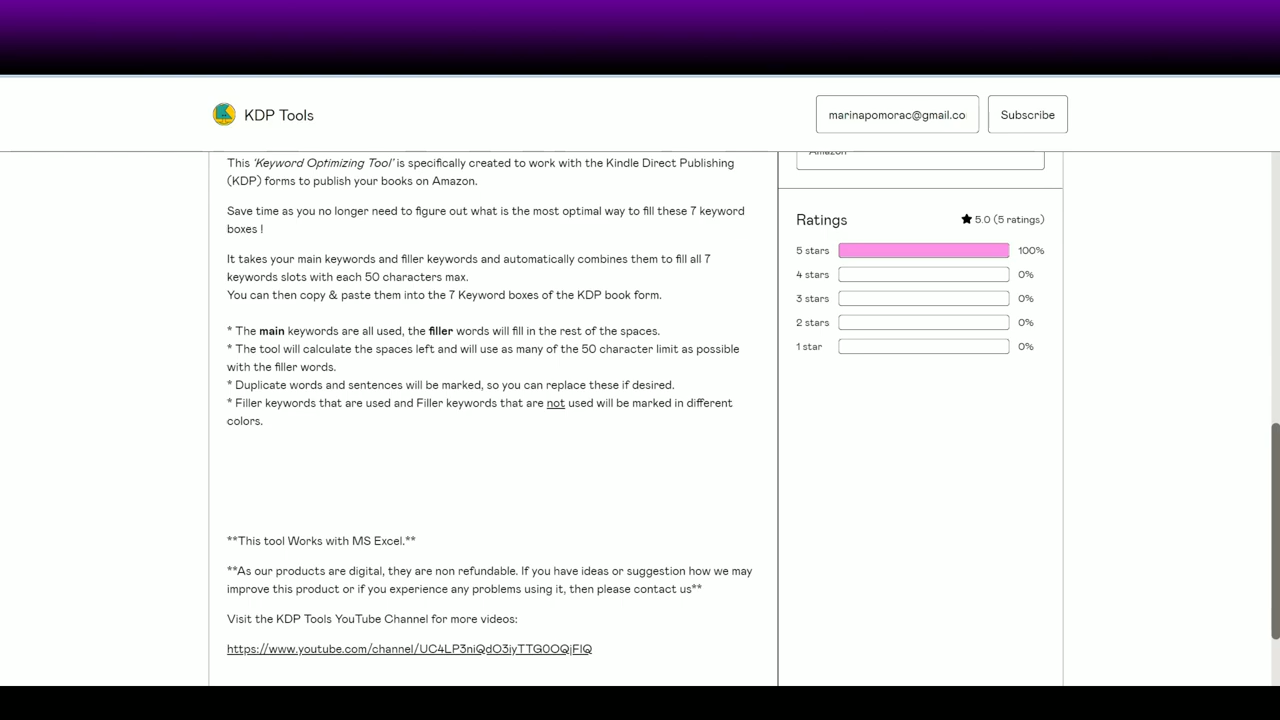 KDP Tools
marinapomorac@gmail.co
Subscribe
This 'Keyword Optimizing Tool' is specifically created to work with the Kindle Direct Publishing
(KDP) forms to publish your books on Amazon.
Save time as you no longer need to figure out what is the most optimal way to fill these 7 keyword
boxes !
It takes your main keywords and filler keywords and automatically combines them to fill all 7
keywords slots with each 50 characters max.
You can then copy & paste them into the 7 Keyword boxes of the KDP book form.
* The main keywords are all used, the filler words will fill in the rest of the spaces.
* The tool will calculate the spaces left and will use as many of the 50 character limit as possible
with the filler words.
* Duplicate words and sentences will be marked, so you can replace these if desired.
* Filler keywords that are used and Filler keywords that are not used will be marked in different
colors.
**This tool Works with MS Excel.**
**As our products are digital, they are non refundable. If you have ideas or suggestion how we may
improve this product or if you experience any problems using it, then please contact us**
Visit the KDP Tools YouTube Channel for more videos:
https://www.youtube.com/channel/UC4LP3niQdO3iyTTG0OQjFIQ
Amazon
Ratings
★ 5.0 (5 ratings)
5 stars 100%
4 stars 0%
3 stars 0%
2 stars 0%
1 star 0%